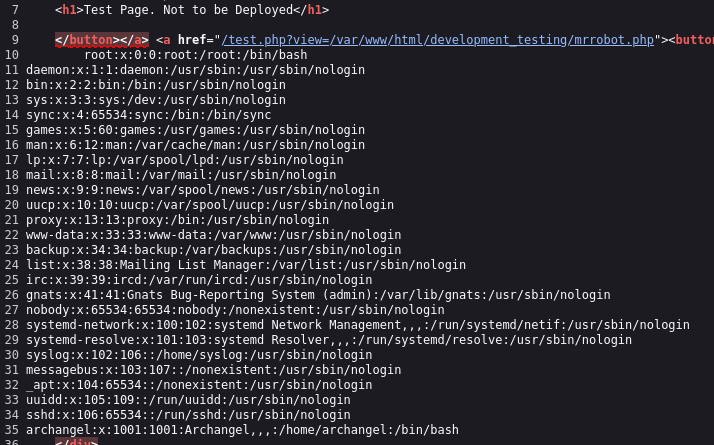 7 <h1>Test Page. Not to be Deployed</h1>
8
9 </button></a> <a href="/test.php?view=/var/www/html/development_testing/mrrobot.php"><button
10 root:x:0:0:root:/root:/bin/bash
11 daemon:x:1:1:daemon:/usr/sbin:/usr/sbin/nologin
12 bin:x:2:2:bin:/bin:/usr/sbin/nologin
13 sys:x:3:3:sys:/dev:/usr/sbin/nologin
14 sync:x:4:65534:sync:/bin:/bin/sync
15 games:x:5:60:games:/usr/games:/usr/sbin/nologin
16 man:x:6:12:man:/var/cache/man:/usr/sbin/nologin
17 lp:x:7:7:lp:/var/spool/lpd:/usr/sbin/nologin
18 mail:x:8:8:mail:/var/mail:/usr/sbin/nologin
19 news:x:9:9:news:/var/spool/news:/usr/sbin/nologin
20 uucp:x:10:10:uucp:/var/spool/uucp:/usr/sbin/nologin
21 proxy:x:13:13:proxy:/bin:/usr/sbin/nologin
22 www-data:x:33:33:www-data:/var/www:/usr/sbin/nologin
23 backup:x:34:34:backup:/var/backups:/usr/sbin/nologin
24 list:x:38:38:Mailing List Manager:/var/list:/usr/sbin/nologin
25 irc:x:39:39:ircd:/var/run/ircd:/usr/sbin/nologin
26 gnats:x:41:41:Gnats Bug-Reporting System (admin):/var/lib/gnats:/usr/sbin/nologin
27 nobody:x:65534:65534:nobody:/nonexistent:/usr/sbin/nologin
28 systemd-network:x:100:102:systemd Network Management,,,:/run/systemd/netif:/usr/sbin/nologin
29 systemd-resolve:x:101:103:systemd Resolver,,,:/run/systemd/resolve:/usr/sbin/nologin
30 syslog:x:102:106::/home/syslog:/usr/sbin/nologin
31 messagebus:x:103:107::/nonexistent:/usr/sbin/nologin
32 _apt:x:104:65534::/nonexistent:/usr/sbin/nologin
33 uuidd:x:105:109::/run/uuidd:/usr/sbin/nologin
34 sshd:x:106:65534::/run/sshd:/usr/sbin/nologin
35 archangel:x:1001:1001:Archangel,,,:/home/archangel:/bin/bash
36 </div>